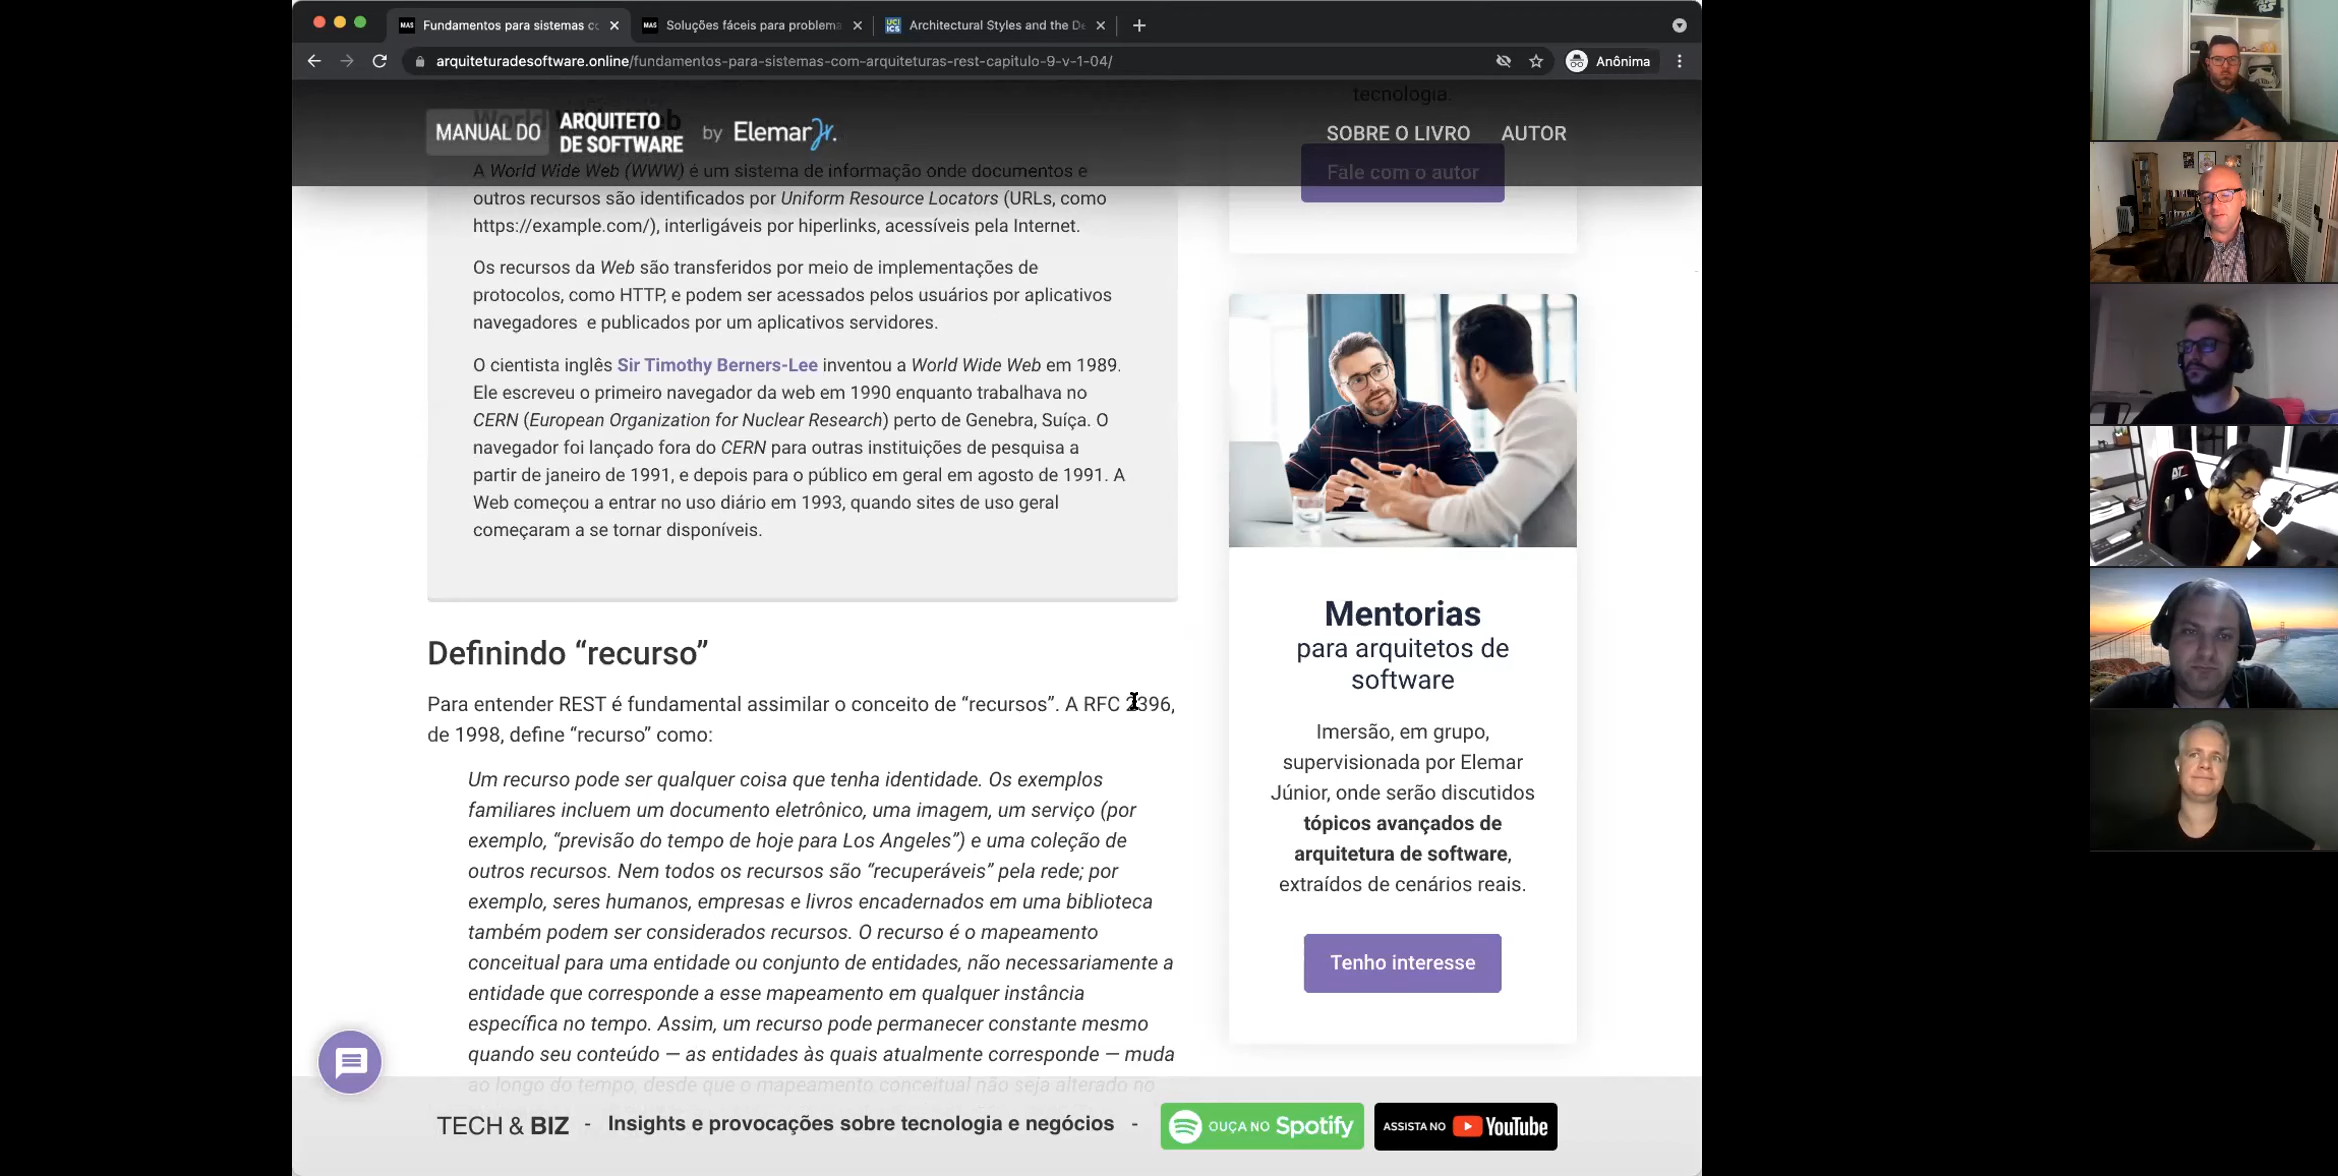 Fundamentos para sistemas co
Soluções fáceis para problema
Architectural Styles and the De
arquiteturadesoftware.online/fundamentos-para-sistemas-com-arquiteturas-rest-capitulo-9-v-1-04/
Anônima
MANUAL DO
ARQUITETO
DE SOFTWARE
by Elemar Jr.
SOBRE O LIVRO
AUTOR
A World Wide Web (WWW) é um sistema de informação onde documentos e
outros recursos são identificados por Uniform Resource Locators (URLs, como
https://example.com/), interligáveis por hiperlinks, acessíveis pela Internet.
Os recursos da Web são transferidos por meio de implementações de
protocolos, como HTTP, e podem ser acessados pelos usuários por aplicativos
navegadores e publicados por um aplicativos servidores.
O cientista inglês Sir Timothy Berners-Lee inventou a World Wide Web em 1989.
Ele escreveu o primeiro navegador da web em 1990 enquanto trabalhava no
CERN (European Organization for Nuclear Research) perto de Genebra, Suíça. O
navegador foi lançado fora do CERN para outras instituições de pesquisa a
partir de janeiro de 1991, e depois para o público em geral em agosto de 1991. A
Web começou a entrar no uso diário em 1993, quando sites de uso geral
começaram a se tornar disponíveis.
Definindo “recurso”
Para entender REST é fundamental assimilar o conceito de “recursos”. A RFC 2396,
de 1998, define “recurso” como:
Um recurso pode ser qualquer coisa que tenha identidade. Os exemplos
familiares incluem um documento eletrônico, uma imagem, um serviço (por
exemplo, “previsão do tempo de hoje para Los Angeles”) e uma coleção de
outros recursos. Nem todos os recursos são “recuperáveis” pela rede; por
exemplo, seres humanos, empresas e livros encadernados em uma biblioteca
também podem ser considerados recursos. O recurso é o mapeamento
conceitual para uma entidade ou conjunto de entidades, não necessariamente a
entidade que corresponde a esse mapeamento em qualquer instância
específica no tempo. Assim, um recurso pode permanecer constante mesmo
quando seu conteúdo — as entidades às quais atualmente corresponde — muda
ao longo do tempo, desde que o mapeamento conceitual não seja alterado no
tecnologia.
Fale com o autor
Mentorias
para arquitetos de
software
Imersão, em grupo,
supervisionada por Elemar
Júnior, onde serão discutidos
tópicos avançados de
arquitetura de software,
extraídos de cenários reais.
Tenho interesse
TECH & BIZ - Insights e provocações sobre tecnologia e negócios -
OUÇA NO Spotify
ASSISTA NO YouTube